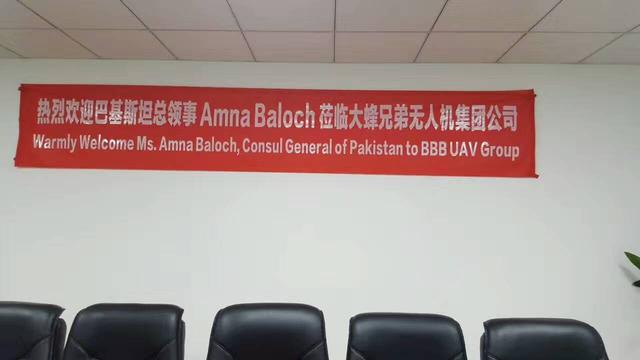 热烈欢迎巴基斯坦总领事 Amna Baloch 莅临大蜂兄弟无人机集团公司
Warmly Welcome Ms. Amna Baloch, Consul General of Pakistan to BBB UAV Group